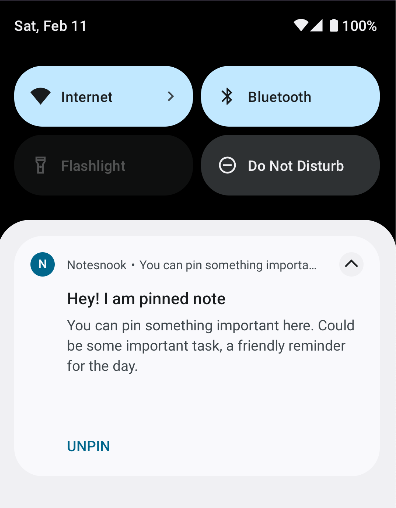 Sat, Feb 11
100%
Internet
Bluetooth
Flashlight
Do Not Disturb
N
Notesnook • You can pin something importa...
Hey! I am pinned note
You can pin something important here. Could
be some important task, a friendly reminder
for the day.
UNPIN